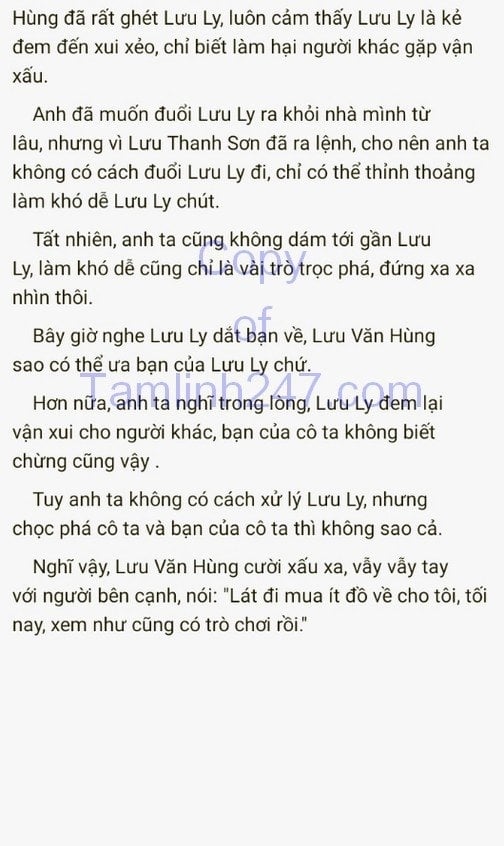 Hùng đã rất ghét Lưu Ly, luôn cảm thấy Lưu Ly là kẻ
đem đến xui xẻo, chỉ biết làm hại người khác gặp vận
xấu.
Anh đã muốn đuổi Lưu Ly ra khỏi nhà mình từ
lâu, nhưng vì Lưu Thanh Sơn đã ra lệnh, cho nên anh ta
không có cách đuổi Lưu Ly đi, chỉ có thể thỉnh thoảng
làm khó dễ Lưu Ly chút.
Tất nhiên, anh ta cũng không dám tới gần Lưu
Ly, làm khó dễ cũng chỉ là vài trò trọc phá, đứng xa xa
nhìn thôi.
Copy
of
Tamlinh247.com
Bây giờ nghe Lưu Ly dắt bạn về, Lưu Văn Hùng
sao có thể ưa bạn của Lưu Ly chứ.
Hơn nữa, anh ta nghĩ trong lòng, Lưu Ly đem lại
vận xui cho người khác, bạn của cô ta không biết
chừng cũng vậy .
Tuy anh ta không có cách xử lý Lưu Ly, nhưng
chọc phá cô ta và bạn của cô ta thì không sao cả.
Nghĩ vậy, Lưu Văn Hùng cười xấu xa, vẫy vẫy tay
với người bên cạnh, nói: "Lát đi mua ít đồ về cho tôi, tối
nay, xem như cũng có trò chơi rồi."